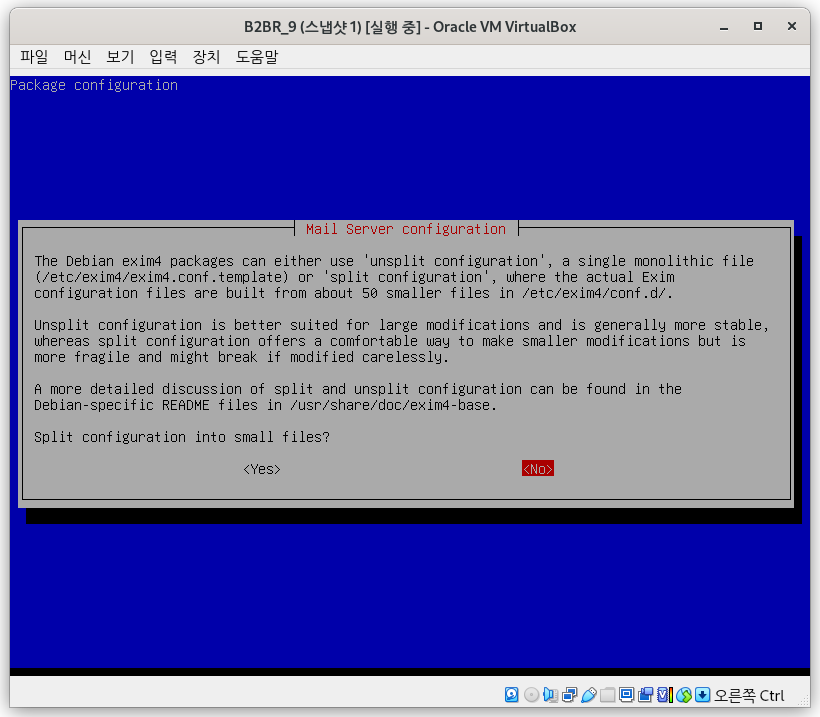 B2BR_9 (스냅샷 1) [실행 중] - Oracle VM VirtualBox
파일 머신 보기 입력 장치 도움말
Package configuration
Mail Server configuration
The Debian exim4 packages can either use 'unsplit configuration', a single monolithic file
(/etc/exim4/exim4.conf.template) or 'split configuration', where the actual Exim
configuration files are built from about 50 smaller files in /etc/exim4/conf.d/.
Unsplit configuration is better suited for large modifications and is generally more stable,
whereas split configuration offers a comfortable way to make smaller modifications but is
more fragile and might break if modified carelessly.
A more detailed discussion of split and unsplit configuration can be found in the
Debian-specific README files in /usr/share/doc/exim4-base.
Split configuration into small files?
<Yes> <No>
오른쪽 Ctrl